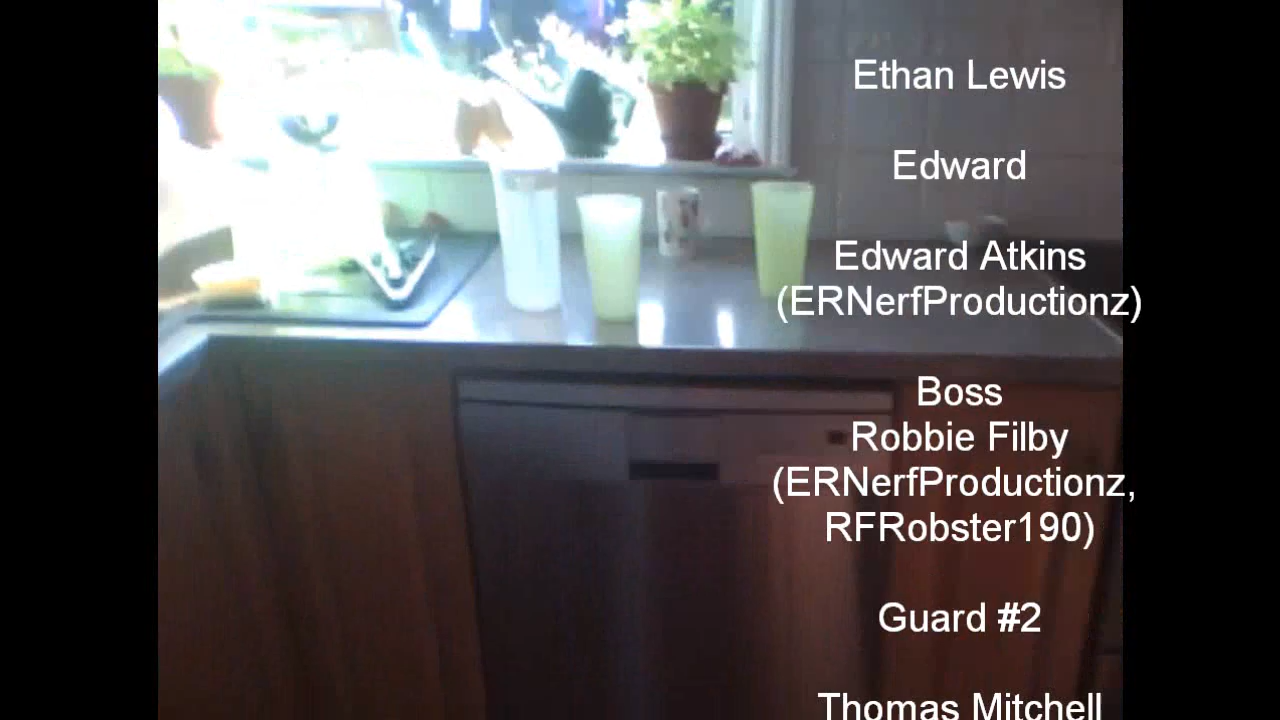 Ethan Lewis
Edward
Edward Atkins
(ERNerfProductionz)
Boss
Robbie Filby
(ERNerfProductionz,
RFRobster190)
Guard #2
Thomas Mitchell